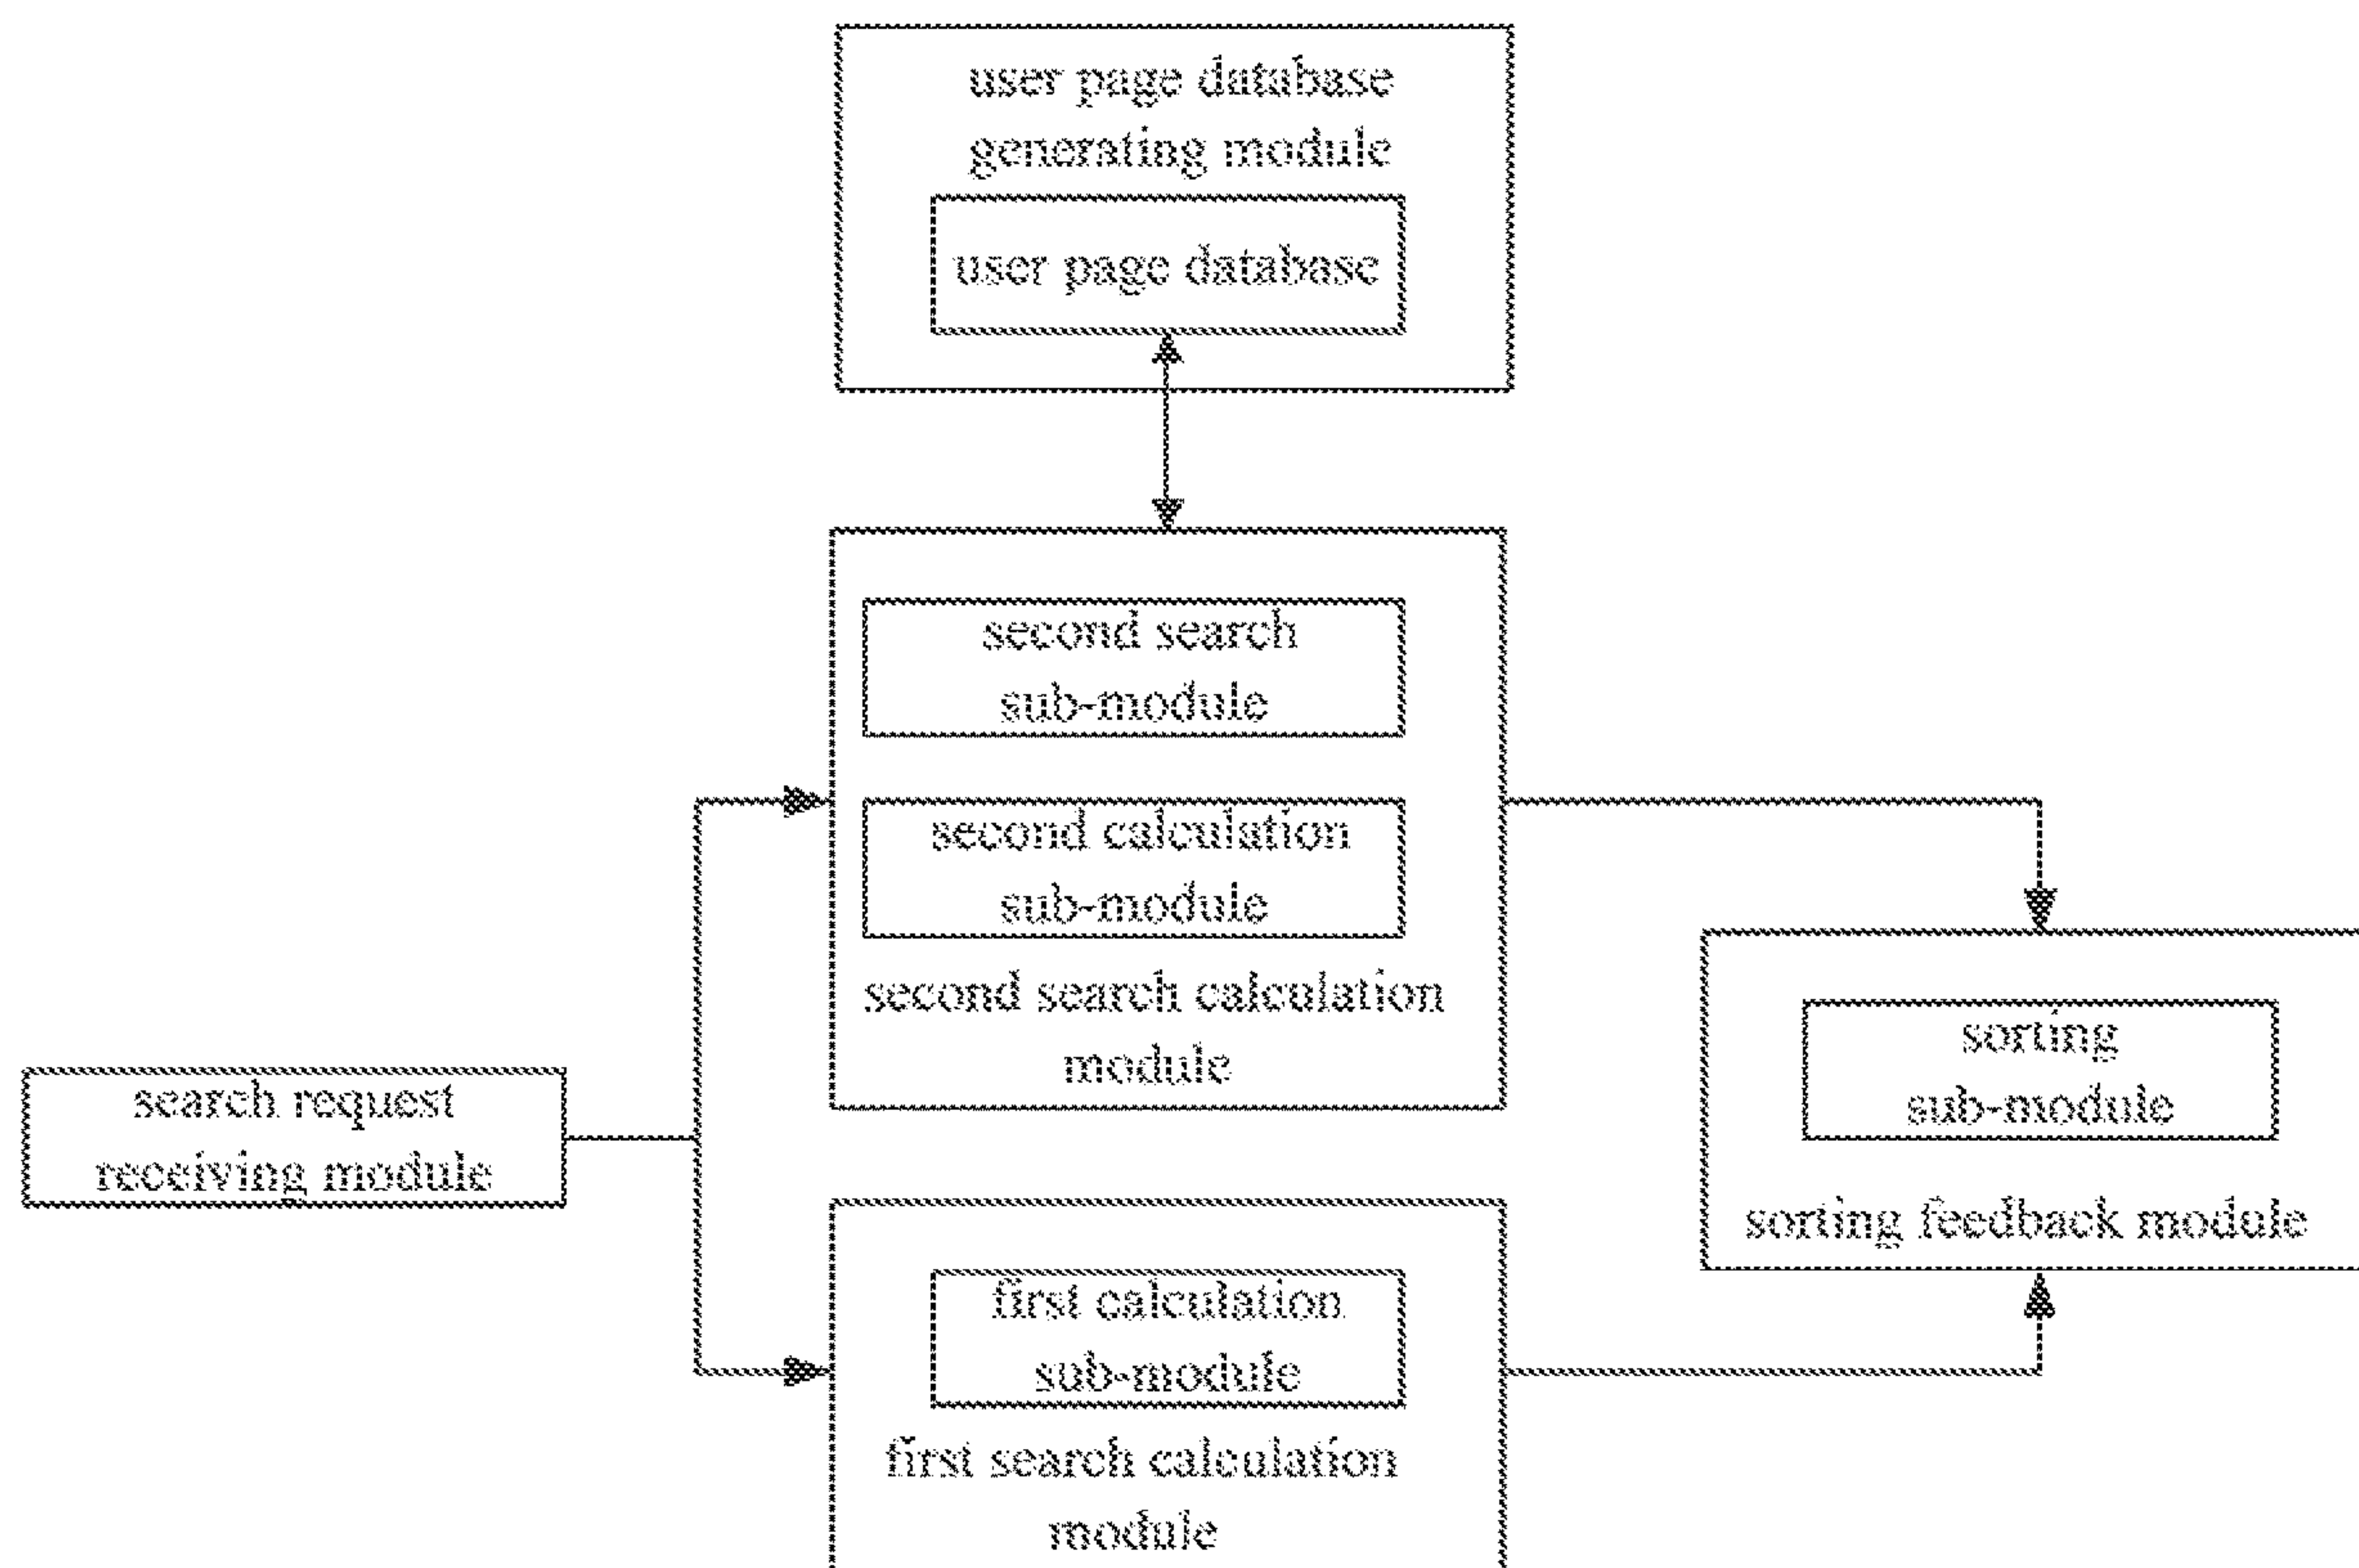 user page database
generating module
user page database
second search
sub-module
second calculation
sub-module
second search calculation
module
search request
receiving module
sorting
sub-module
sorting feedback module
first calculation
sub-module
first search calculation
module